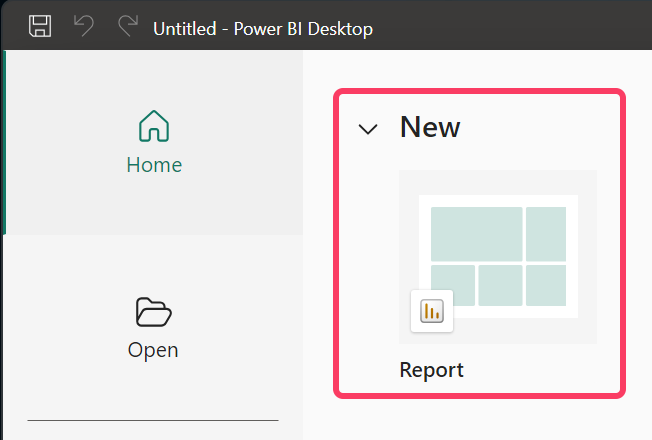 Untitled - Power BI Desktop
Home
New
Open
Report